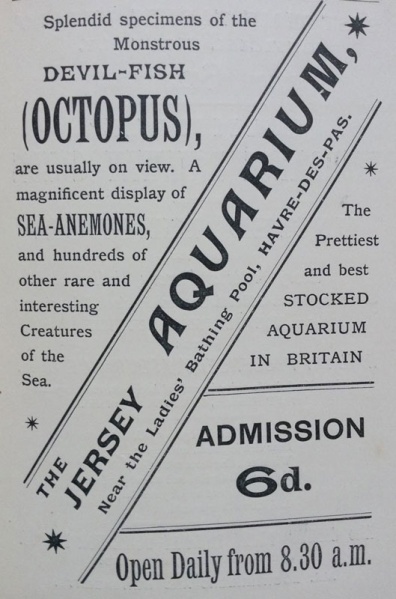 Splendid specimens of the
Monstrous
DEVIL-FISH
(OCTOPUS),
are usually on view. A
magnificent display of
SEA-ANEMONES,
and hundreds of
other rare and
interesting
Creatures
of the
Sea.
THE
JERSEY AQUARIUM,
Near the Ladies' Bathing Pool, HAVRE-DES-PAS.
The
Prettiest
and best
STOCKED
AQUARIUM
IN BRITAIN
ADMISSION
6d.
Open Daily from 8.30 a.m.